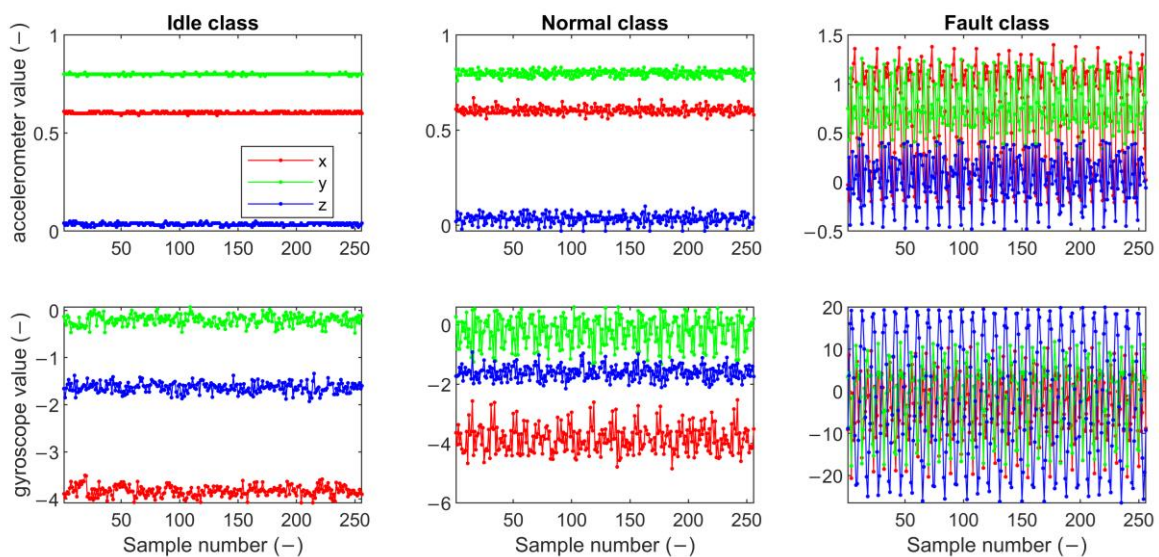 Idle class
Normal class
Fault class
accelerometer value (−)
1
0.5
0
x
y
z
50 100 150 200 250
1
0.5
0
50 100 150 200 250
1.5
1
0.5
0
−0.5
50 100 150 200 250
gyroscope value (−)
0
−1
−2
−3
−4
50 100 150 200 250
Sample number (−)
0
−2
−4
−6
50 100 150 200 250
Sample number (−)
20
10
0
−10
−20
50 100 150 200 250
Sample number (−)